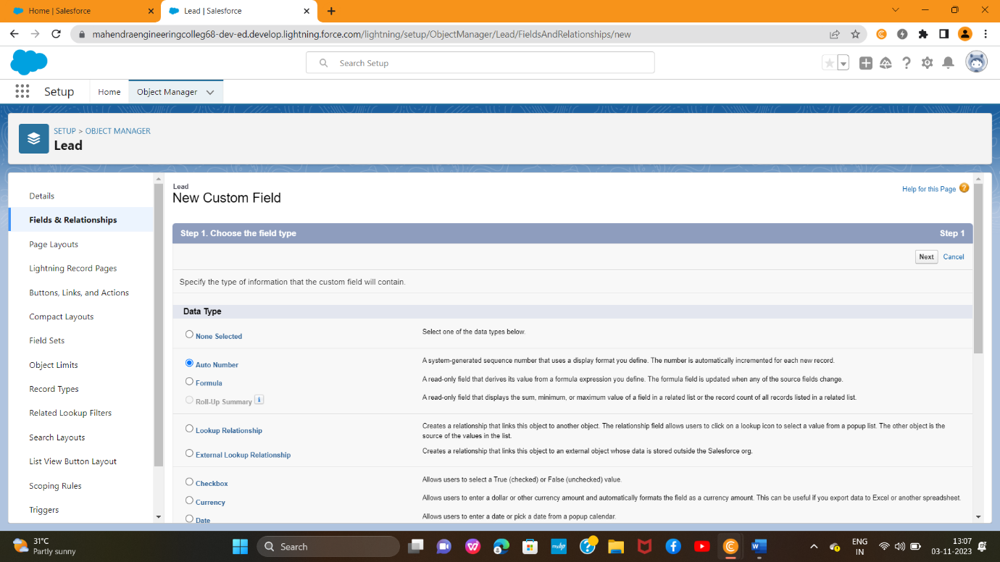 Home | Salesforce
Lead | Salesforce
mahendraengineeringcolleg68-dev-ed.develop.lightning.force.com/lightning/setup/ObjectManager/Lead/FieldsAndRelationships/new
Search Setup
Setup
Home
Object Manager
SETUP > OBJECT MANAGER
Lead
Details
Fields & Relationships
Page Layouts
Lightning Record Pages
Buttons, Links, and Actions
Compact Layouts
Field Sets
Object Limits
Record Types
Related Lookup Filters
Search Layouts
List View Button Layout
Scoping Rules
Triggers
Lead
New Custom Field
Help for this Page
Step 1. Choose the field type
Step 1
Next Cancel
Specify the type of information that the custom field will contain.
Data Type
None Selected
Select one of the data types below.
Auto Number
A system-generated sequence number that uses a display format you define. The number is automatically incremented for each new record.
Formula
A read-only field that derives its value from a formula expression you define. The formula field is updated when any of the source fields change.
Roll-Up Summary
A read-only field that displays the sum, minimum, or maximum value of a field in a related list or the record count of all records listed in a related list.
Lookup Relationship
Creates a relationship that links this object to another object. The relationship field allows users to click on a lookup icon to select a value from a popup list. The other object is the
source of the values in the list.
External Lookup Relationship
Creates a relationship that links this object to an external object whose data is stored outside the Salesforce org.
Checkbox
Allows users to select a True (checked) or False (unchecked) value.
Currency
Allows users to enter a dollar or other currency amount and automatically formats the field as a currency amount. This can be useful if you export data to Excel or another spreadsheet.
Date
Allows users to enter a date or pick a date from a popup calendar.
31°C
Partly sunny
Search
ENG
IN
13:07
03-11-2023